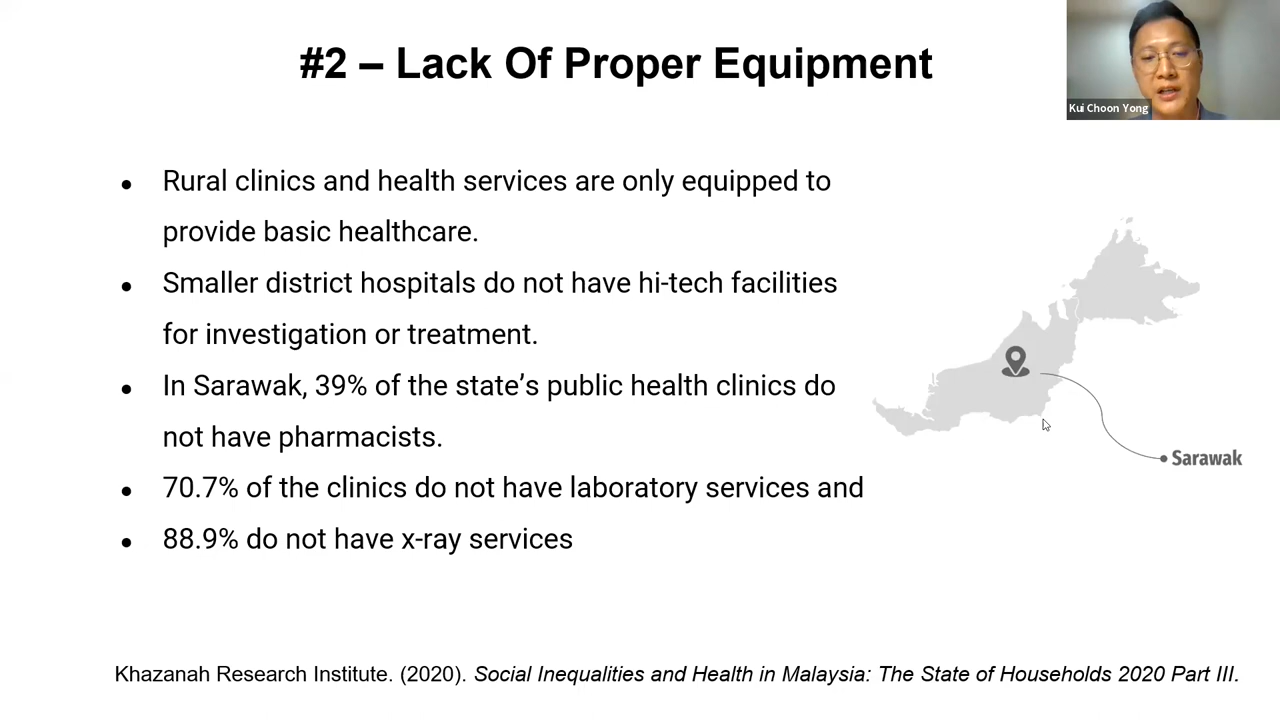 #2 – Lack Of Proper Equipment
Kui Choon Yong
● Rural clinics and health services are only equipped to
provide basic healthcare.
● Smaller district hospitals do not have hi-tech facilities
for investigation or treatment.
● In Sarawak, 39% of the state’s public health clinics do
not have pharmacists.
● 70.7% of the clinics do not have laboratory services and
● 88.9% do not have x-ray services
Sarawak
Khazanah Research Institute. (2020). Social Inequalities and Health in Malaysia: The State of Households 2020 Part III.